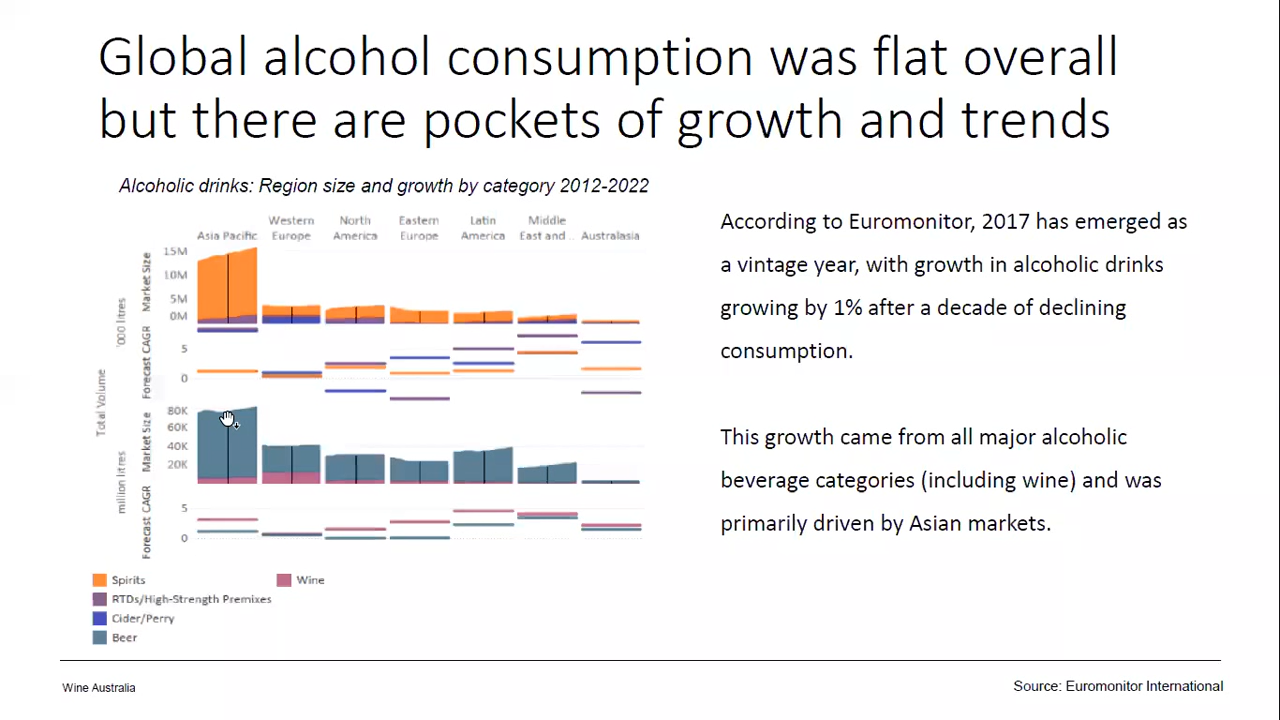 Global alcohol consumption was flat overall
but there are pockets of growth and trends
Alcoholic drinks: Region size and growth by category 2012-2022
Asia Pacific
Western
Europe
North
America
Eastern
Europe
Latin
America
Middle
East and ..
Australasia
Total Volume
'000 litres
Market Size
15M
10M
5M
0M
Forecast CAGR
5
0
million litres
Market Size
80K
60K
40K
20K
Forecast CAGR
5
0
Spirits
RTDs/High-Strength Premixes
Cider/Perry
Beer
Wine
According to Euromonitor, 2017 has emerged as
a vintage year, with growth in alcoholic drinks
growing by 1% after a decade of declining
consumption.
This growth came from all major alcoholic
beverage categories (including wine) and was
primarily driven by Asian markets.
Wine Australia
Source: Euromonitor International